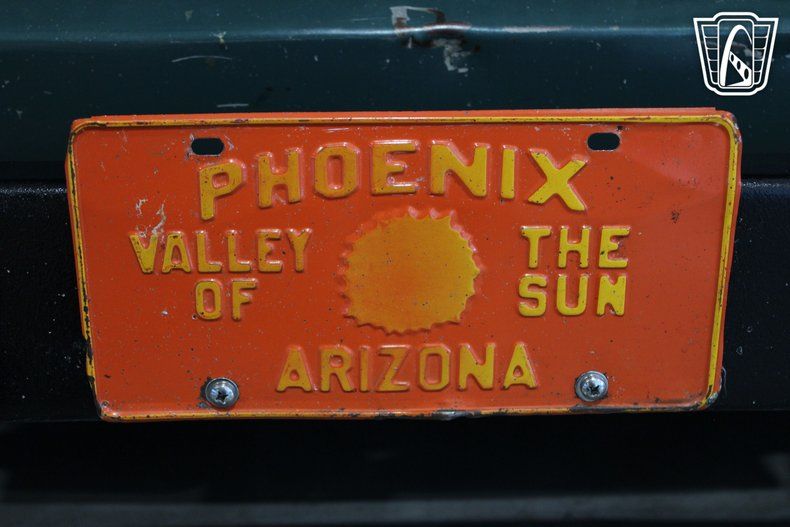 PHOENIX
VALLEY THE
OF SUN
ARIZONA